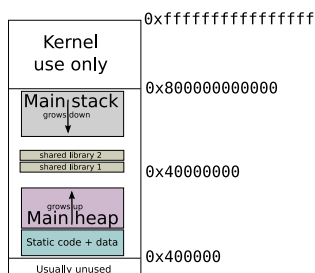 0xffffffffffffffff
Kernel
use only
0x800000000000
Main stack
grows down
shared library 2
shared library 1
0x40000000
grows up
Main heap
Static code + data
0x400000
Usually unused